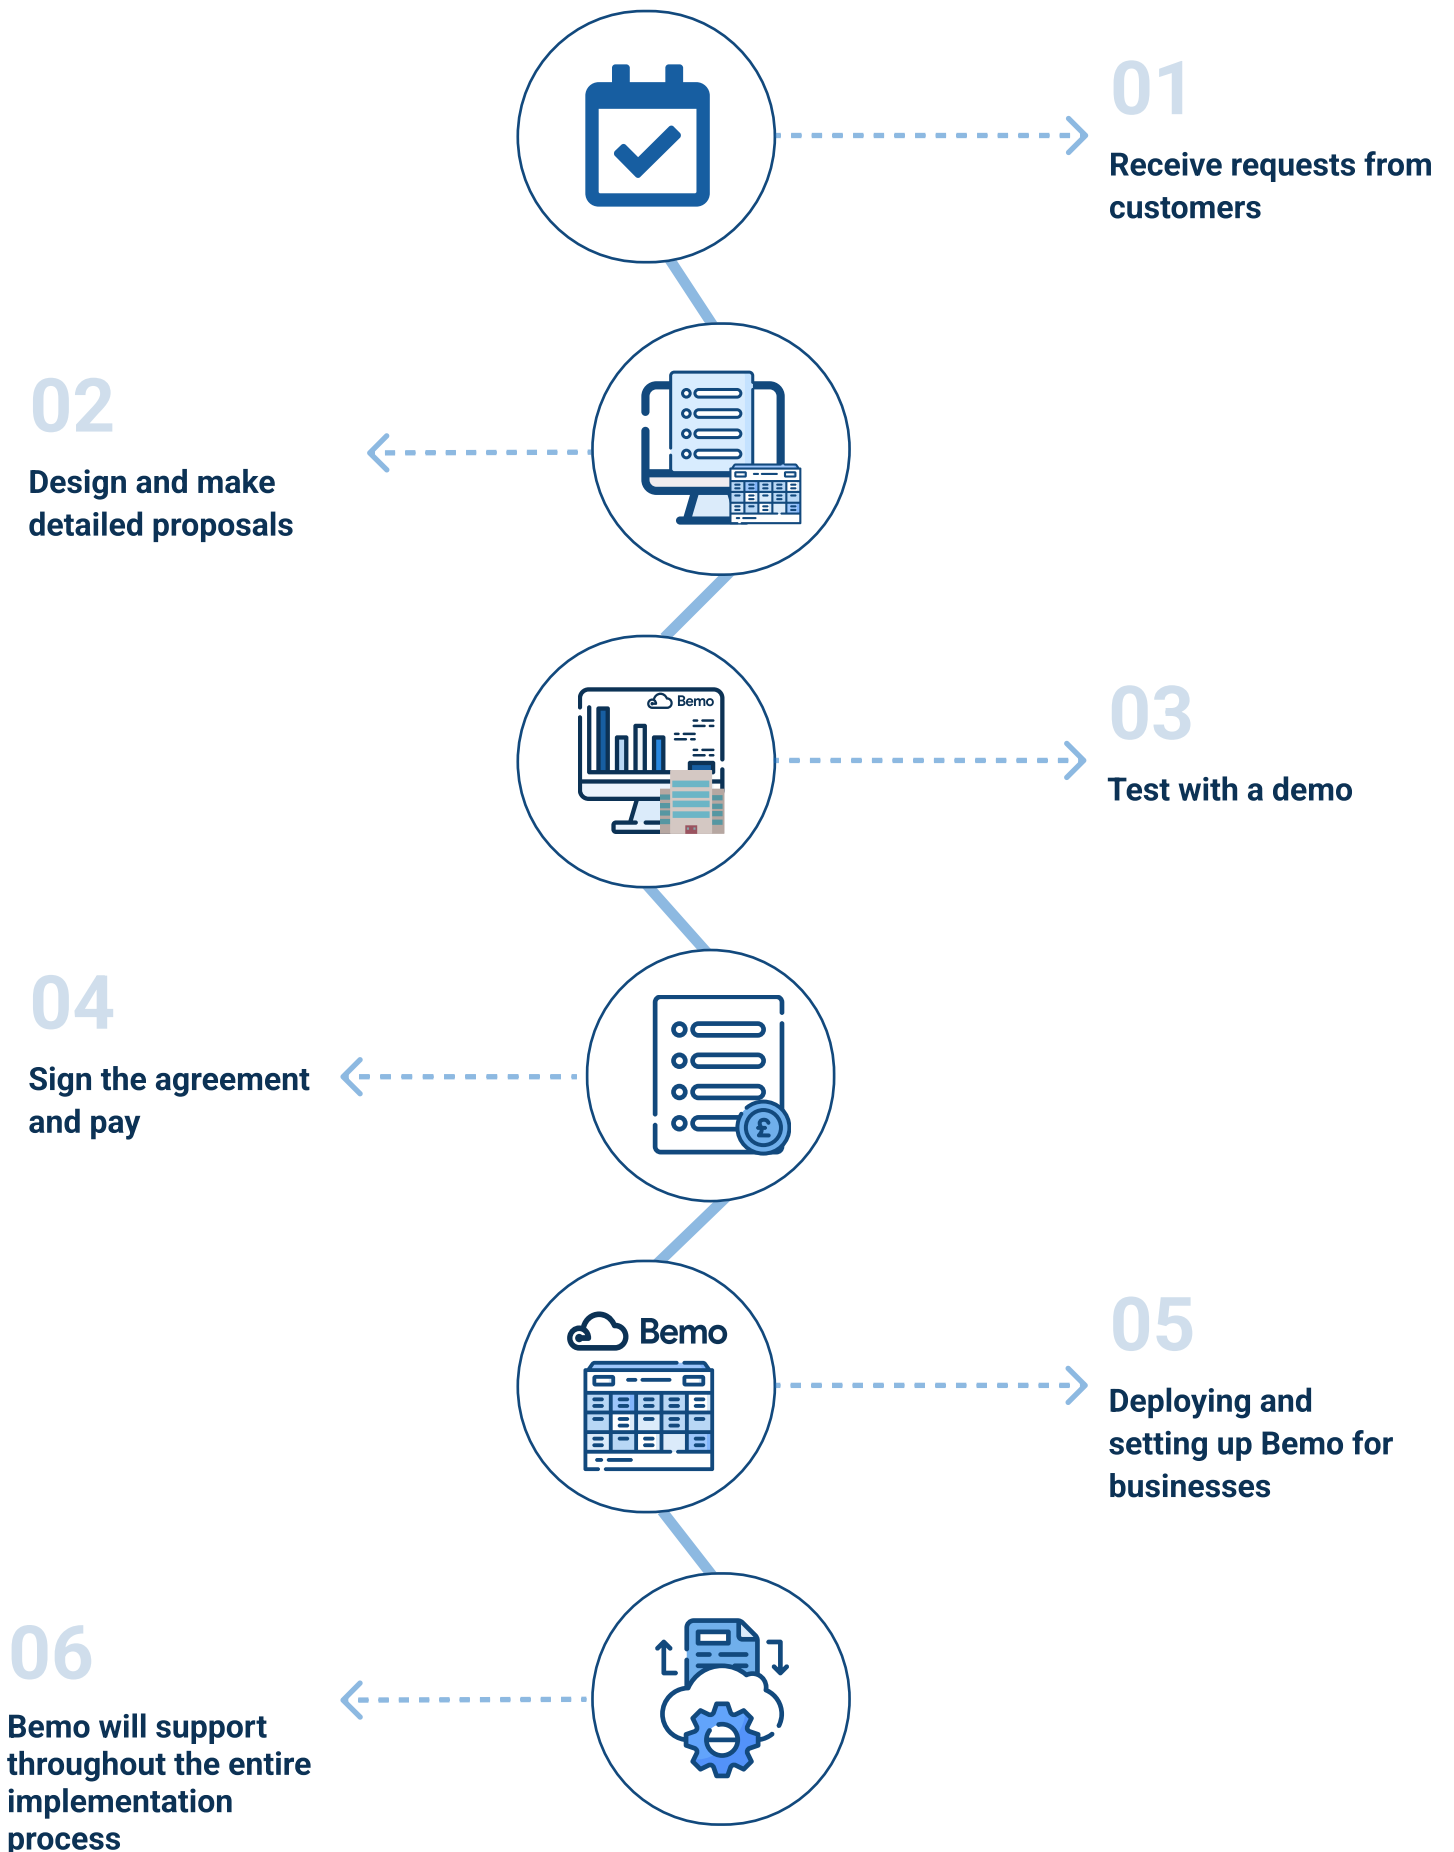 01
Receive requests from
customers
02
Design and make
detailed proposals
Bemo
03
Test with a demo
04
Sign the agreement
and pay
£
Bemo
05
Deploying and
setting up Bemo for
businesses
06
Bemo will support
throughout the entire
implementation
process